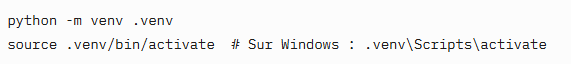 python -m venv .venv
source .venv/bin/activate  # Sur Windows : .venv\Scripts\activate